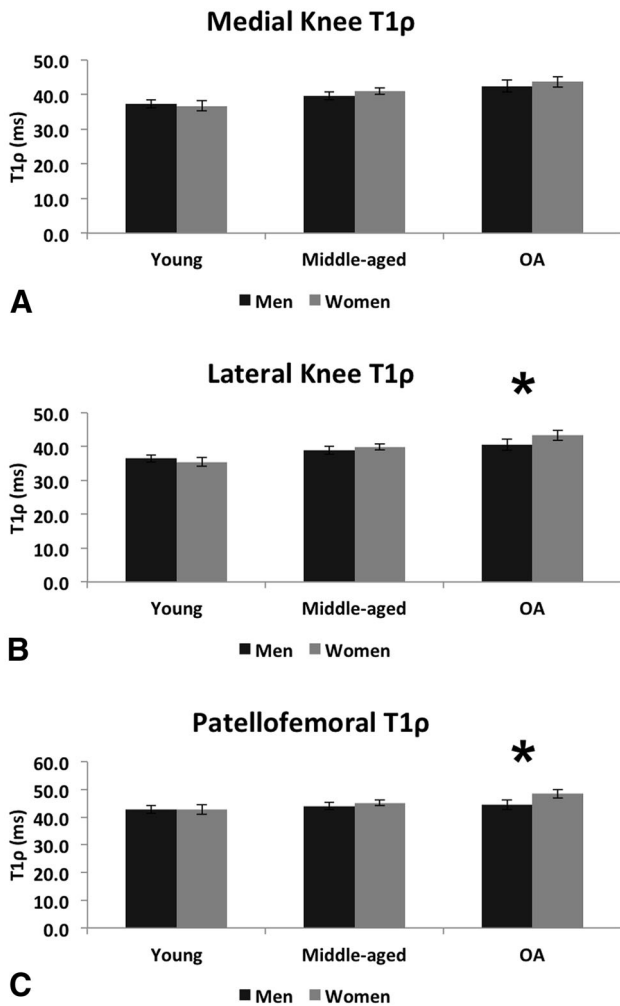 Medial Knee T1ρ
50.0
40.0
30.0
20.0
10.0
0.0
T1ρ (ms)
Young Middle-aged OA
A
Men Women
Lateral Knee T1ρ
*
50.0
40.0
30.0
20.0
10.0
0.0
T1ρ (ms)
Young Middle-aged OA
B
Men Women
Patellofemoral T1ρ
*
60.0
50.0
40.0
30.0
20.0
10.0
0.0
T1ρ (ms)
Young Middle-aged OA
C
Men Women